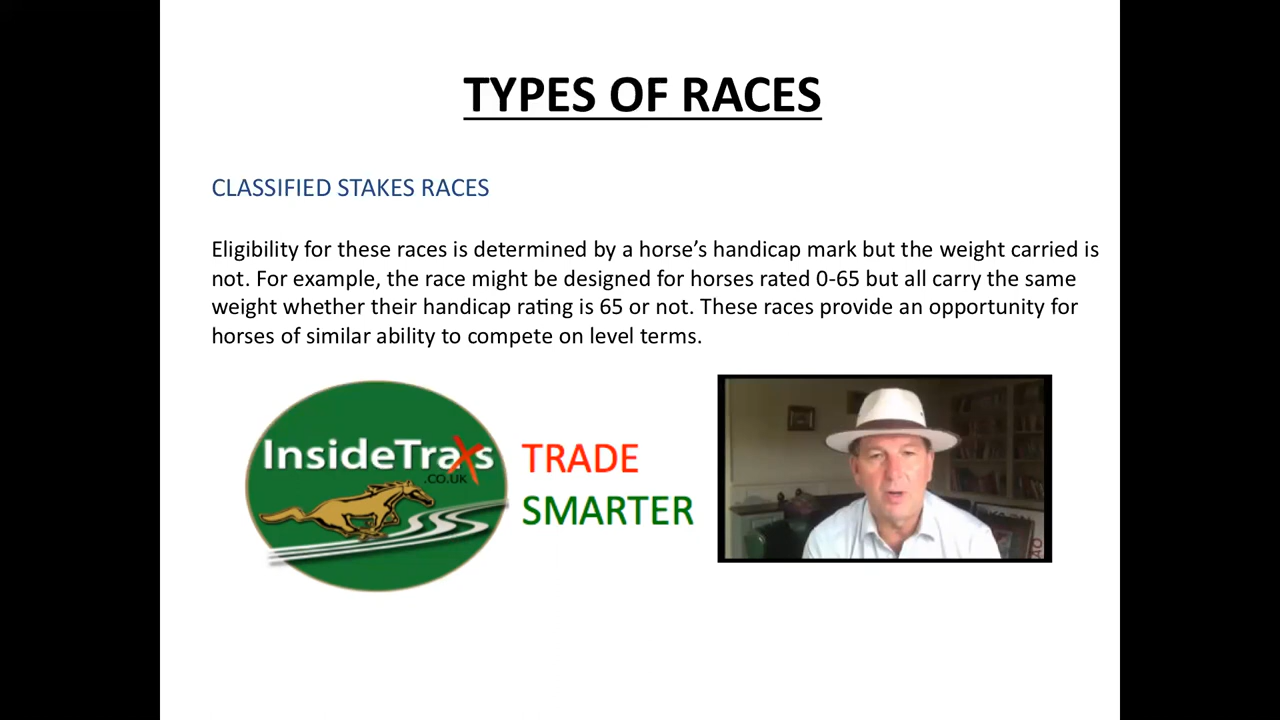 TYPES OF RACES
CLASSIFIED STAKES RACES
Eligibility for these races is determined by a horse’s handicap mark but the weight carried is
not. For example, the race might be designed for horses rated 0-65 but all carry the same
weight whether their handicap rating is 65 or not. These races provide an opportunity for
horses of similar ability to compete on level terms.
InsideTraxs
.CO.UK
TRADE
SMARTER